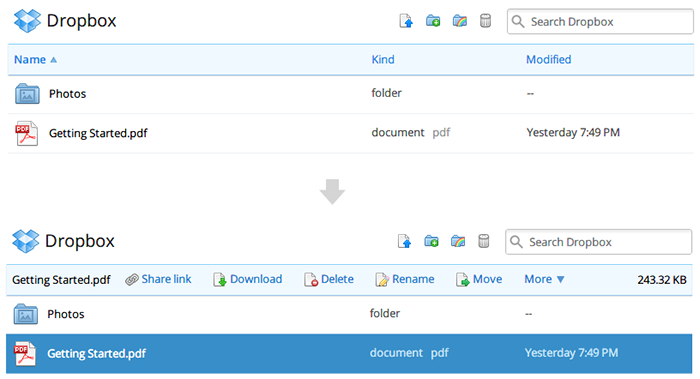 Dropbox Search Dropbox
Name Kind Modified
Photos folder --
PDF Getting Started.pdf document pdf Yesterday 7:49 PM
Dropbox Search Dropbox
Getting Started.pdf Share link Download Delete Rename Move More 243.32 KB
Photos folder --
PDF Getting Started.pdf document pdf Yesterday 7:49 PM